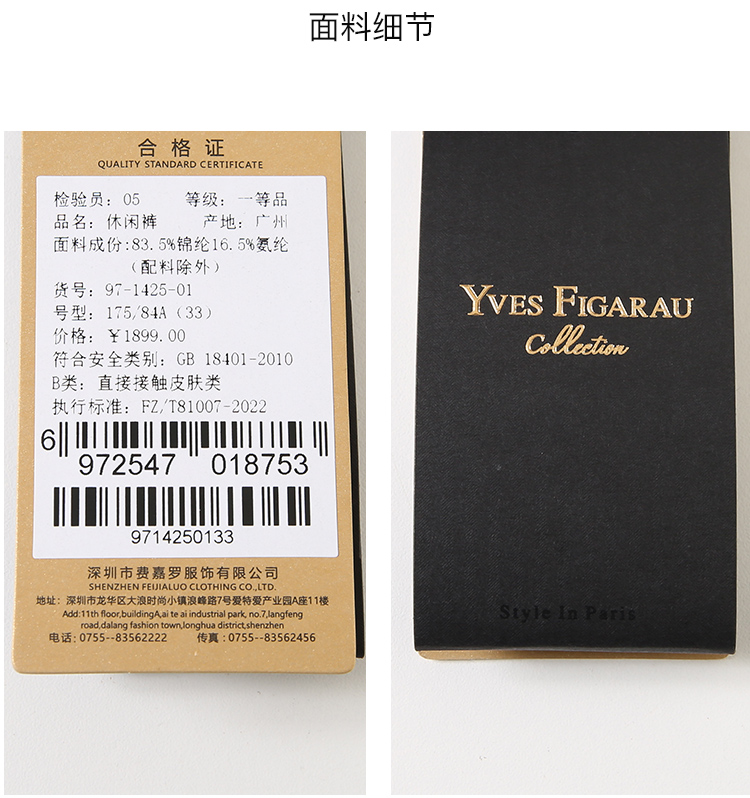 面料细节
合格证
QUALITY STANDARD CERTIFICATE
检验员: 05 等级: 一等品
品名: 休闲裤 产地: 广州
面料成份:83.5%锦纶16.5%氨纶
（配料除外）
货号: 97-1425-01
号型: 175/84A（33）
价格: ￥1899.00
符合安全类别: GB 18401-2010
B类: 直接接触皮肤类
执行标准: FZ/T81007-2022
6 972547 018753
9714250133
深圳市费嘉罗服饰有限公司
SHENZHEN FEIJIALUO CLOTHING CO.,LTD.
地址: 深圳市龙华区大浪时尚小镇浪峰路7号爱特爱产业园A座11楼
Add:11th floor,buildingA,ai te ai industrial park, no.7,langfeng
road,dalang fashion town,longhua district,shenzhen
电话: 0755--83562222 传真: 0755--83562456
YVES FIGARAU
Collection
Style In Paris